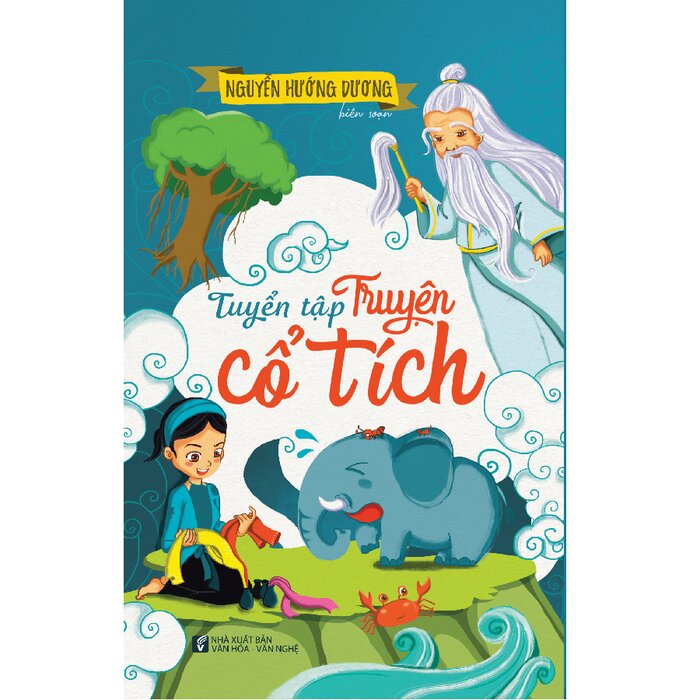 NGUYỄN HƯỚNG DƯƠNG
biên soạn
Tuyển tập Truyện
cổ tích
NHÀ XUẤT BẢN
VĂN HÓA - VĂN NGHỆ